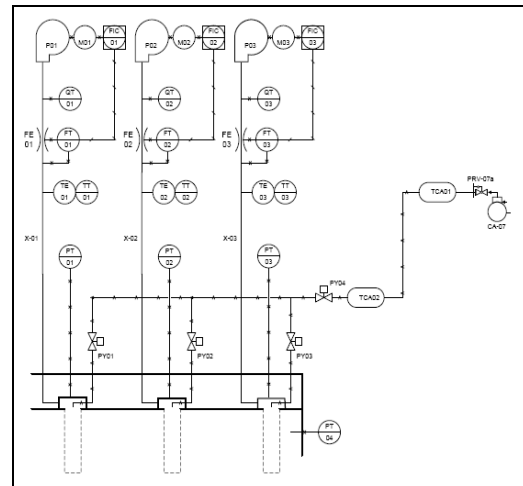 P01 M01 FIC 01 P02 M02 FIC 02 P03 M03 FIC 03
QT 01 QT 02 QT 03
FE 01 FT 01 FE 02 FT 02 FE 03 FT 03
TE 01 TT 01 TE 02 TT 02 TE 03 TT 03
PRV-07a
TCA01
CA-07
X-01 X-02 X-03
PT 01 PT 02 PT 03
PY04
TCA02
PY01 PY02 PY03
PT 04